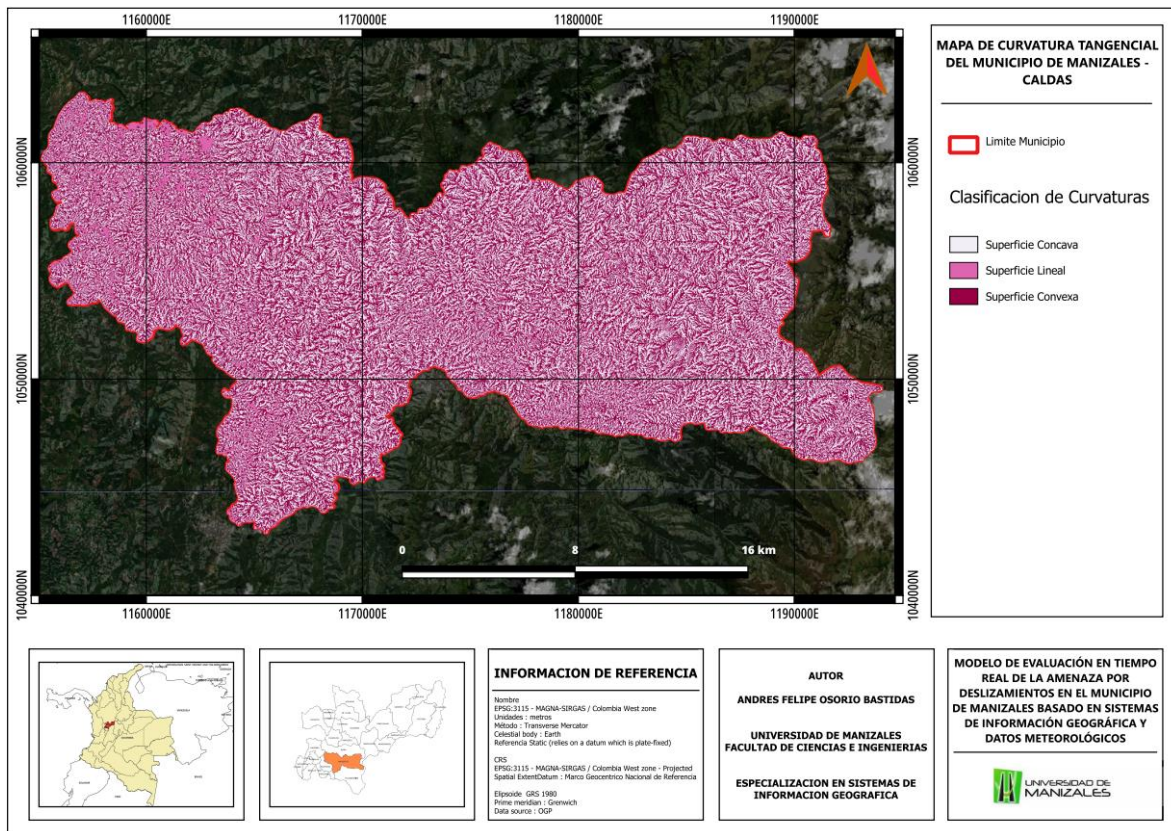 1160000E
1170000E
1180000E
1190000E
1060000N
1050000N
1040000N
1060000N
1050000N
1040000N
0
8
16 km
1160000E
1170000E
1180000E
1190000E
MAPA DE CURVATURA TANGENCIAL
DEL MUNICIPIO DE MANIZALES -
CALDAS
Limite Municipio
Clasificacion de Curvaturas
Superficie Concava
Superficie Lineal
Superficie Convexa
INFORMACION DE REFERENCIA
Nombre
EPSG:3115 - MAGNA-SIRGAS / Colombia West zone
Unidades : metros
Método : Transverse Mercator
Celestial body : Earth
Referencia Static (relies on a datum which is plate-fixed)
CRS
EPSG:3115 - MAGNA-SIRGAS / Colombia West zone - Projected
Spatial ExtentDatum : Marco Geocentrico Nacional de Referencia
Elipsoide GRS 1980
Prime meridian : Grenwich
Data source : OGP
AUTOR
ANDRES FELIPE OSORIO BASTIDAS
UNIVERSIDAD DE MANIZALES
FACULTAD DE CIENCIAS E INGENIERIAS
ESPECIALIZACION EN SISTEMAS DE
INFORMACION GEOGRAFICA
MODELO DE EVALUACIÓN EN TIEMPO
REAL DE LA AMENAZA POR
DESLIZAMIENTOS EN EL MUNICIPIO
DE MANIZALES BASADO EN SISTEMAS
DE INFORMACIÓN GEOGRÁFICA Y
DATOS METEOROLÓGICOS
UNIVERSIDAD DE
MANIZALES